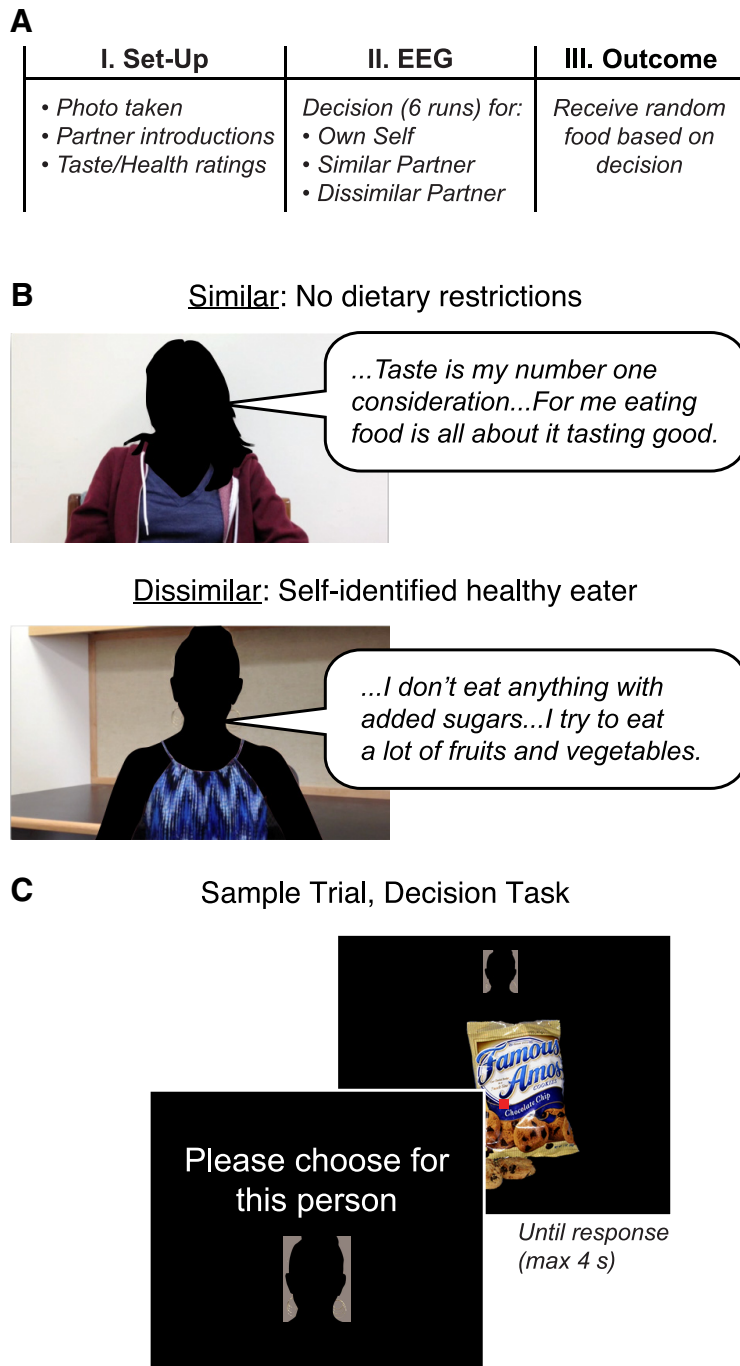 A
I. Set-Up
II. EEG
III. Outcome
• Photo taken
• Partner introductions
• Taste/Health ratings
Decision (6 runs) for:
• Own Self
• Similar Partner
• Dissimilar Partner
Receive random
food based on
decision
B
Similar: No dietary restrictions
...Taste is my number one
consideration...For me eating
food is all about it tasting good.
Dissimilar: Self-identified healthy eater
...I don't eat anything with
added sugars...I try to eat
a lot of fruits and vegetables.
C
Sample Trial, Decision Task
Famous
Amos
COOKIES
Chocolate Chip
Please choose for
this person
Until response
(max 4 s)